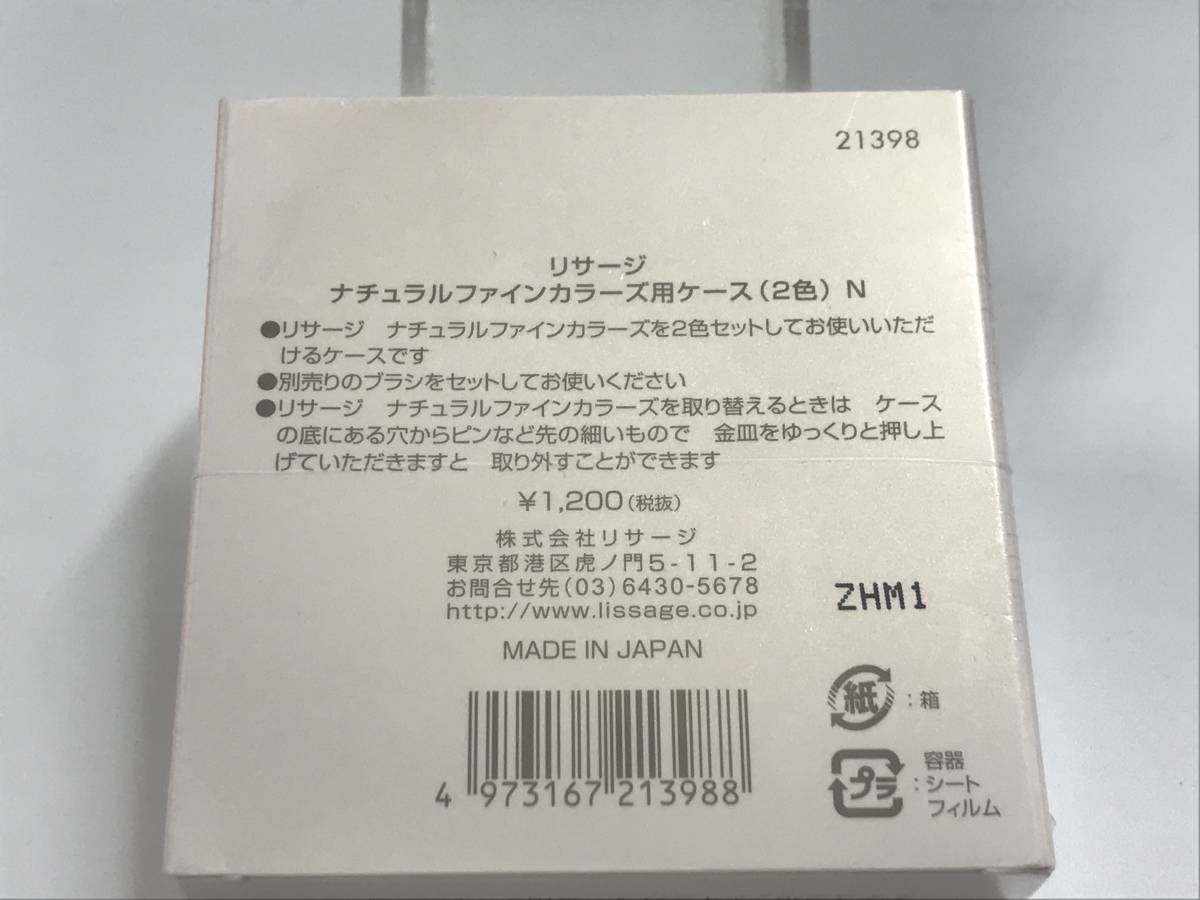 21398
リサージ
ナチュラルファインカラーズ用ケース(2色) N
●リサージ　ナチュラルファインカラーズを2色セットしてお使いいただ
けるケースです
●別売りのブラシをセットしてお使いください
●リサージ　ナチュラルファインカラーズを取り替えるときは　ケース
の底にある穴からピンなど先の細いもので　金皿をゆっくりと押し上
げていただきますと　取り外すことができます
¥1,200(税抜)
株式会社リサージ
東京都港区虎ノ門5-11-2
お問合せ先(03)6430-5678
http://www.lissage.co.jp
ZHM1
MADE IN JAPAN
紙:箱
4 973167 213988
プラ:容器
シート
フィルム